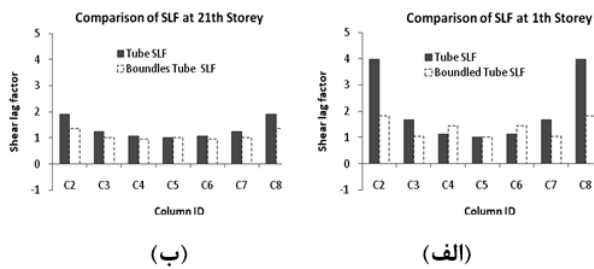 Comparison of SLF at 21th Storey
5
4
3
2
1
0
-1
Shear lag factor
Tube SLF
Boundles Tube SLF
C2 C3 C4 C5 C6 C7 C8
Column ID
(ب)
Comparison of SLF at 1th Storey
5
4
3
2
1
0
-1
Shear lag factor
Tube SLF
Boundled Tube SLF
C2 C3 C4 C5 C6 C7 C8
Column ID
(الف)